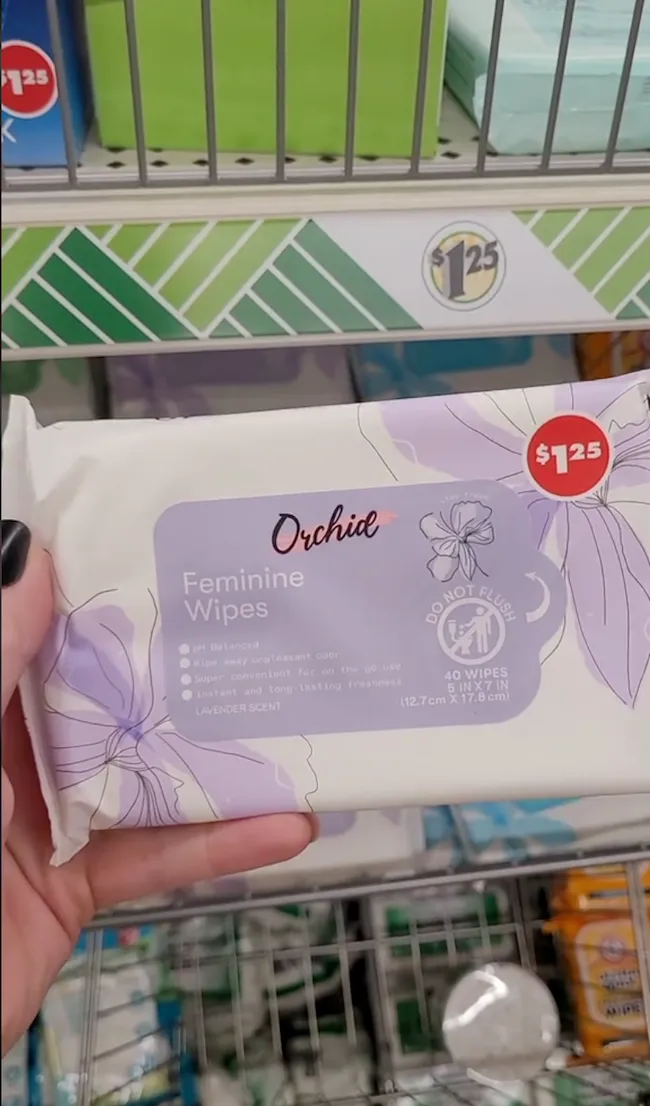 $1.25
$1.25
$1.25
Orchid
Feminine
Wipes
pH Balanced
Wipe away unpleasant odor
Super convenient for on the go use
Instant and long-lasting freshness
LAVENDER SCENT
DO NOT FLUSH
40 WIPES
5 IN X 7 IN
(12.7cm X 17.8cm)